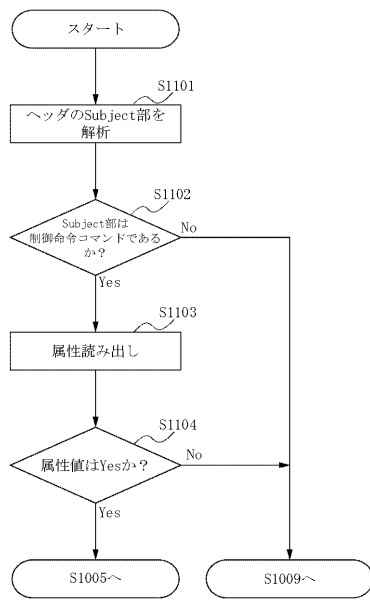 スタート
S1101
ヘッダのSubject部を
解析
S1102
Subject部は
制御命令コマンドである
か？
No
Yes
S1103
属性読み出し
S1104
属性値はYesか？
No
Yes
S1005へ
S1009へ